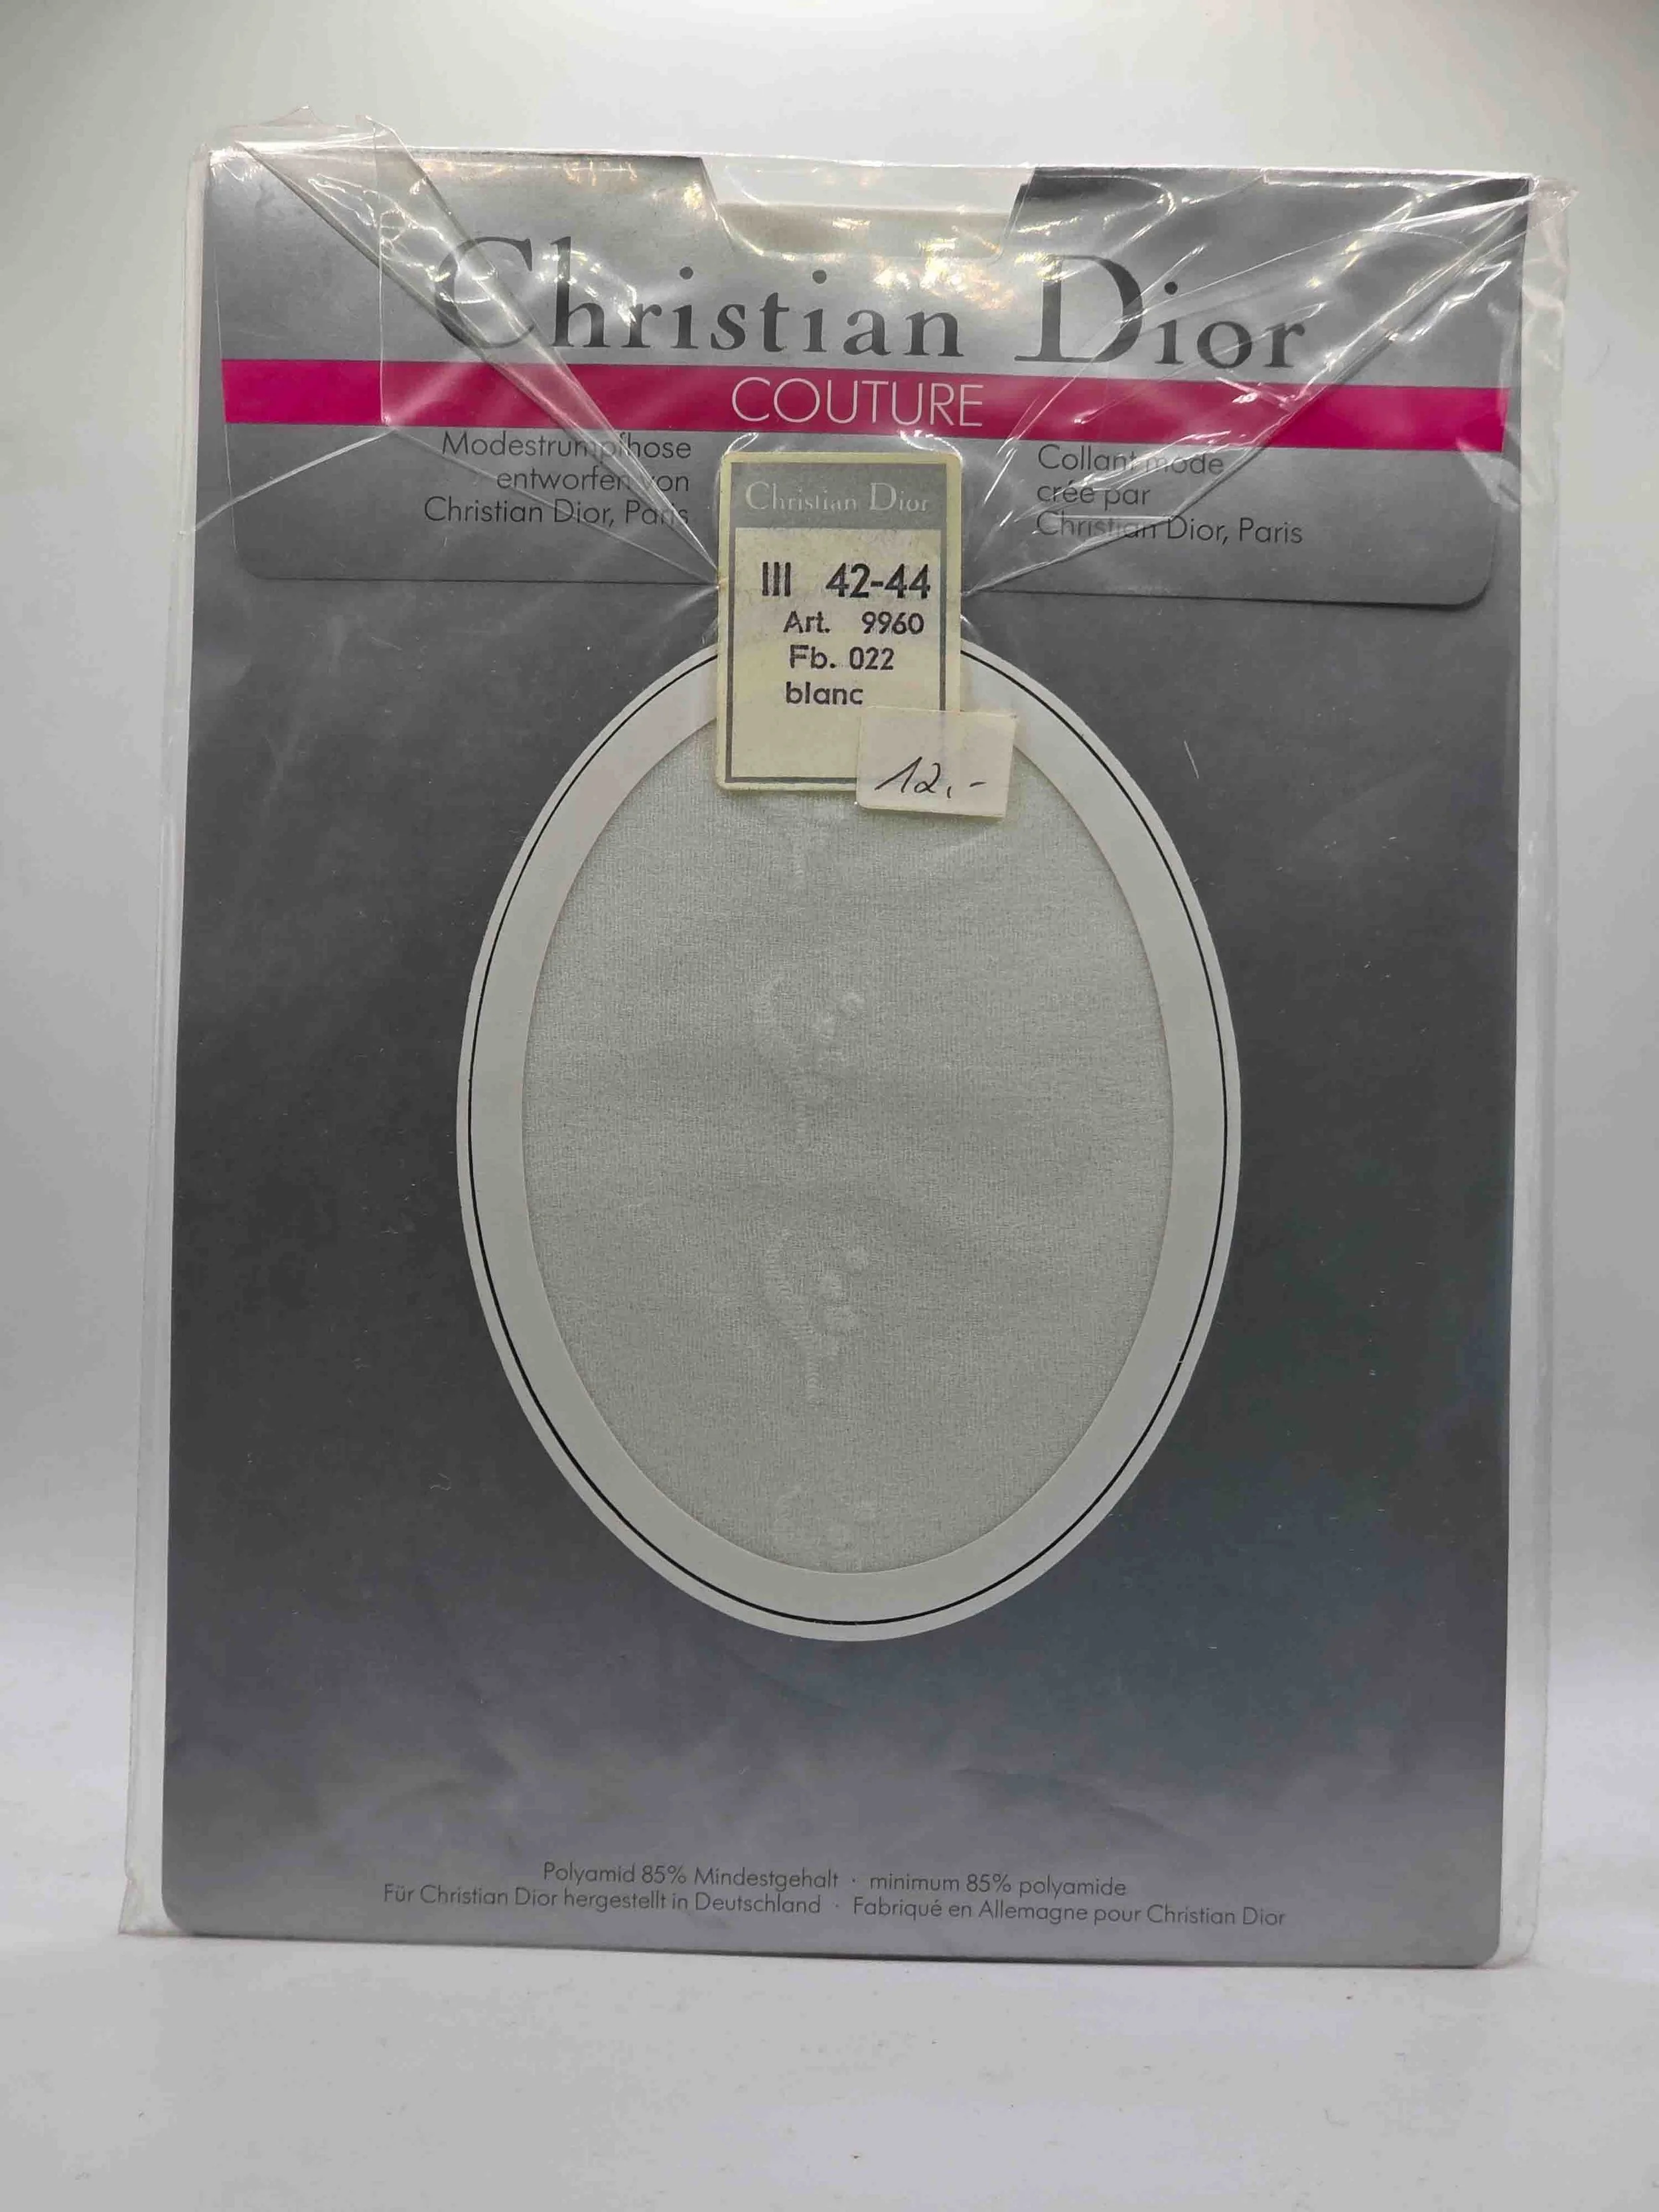 Christian Dior
COUTURE
Modestrumpfhose
entworfen von
Christian Dior, Paris
Collant mode
crée par
Christian Dior, Paris
Christian Dior
III 42-44
Art. 9960
Fb. 022
blanc
12,-
Polyamid 85% Mindestgehalt · minimum 85% polyamide
Für Christian Dior hergestellt in Deutschland · Fabriqué en Allemagne pour Christian Dior